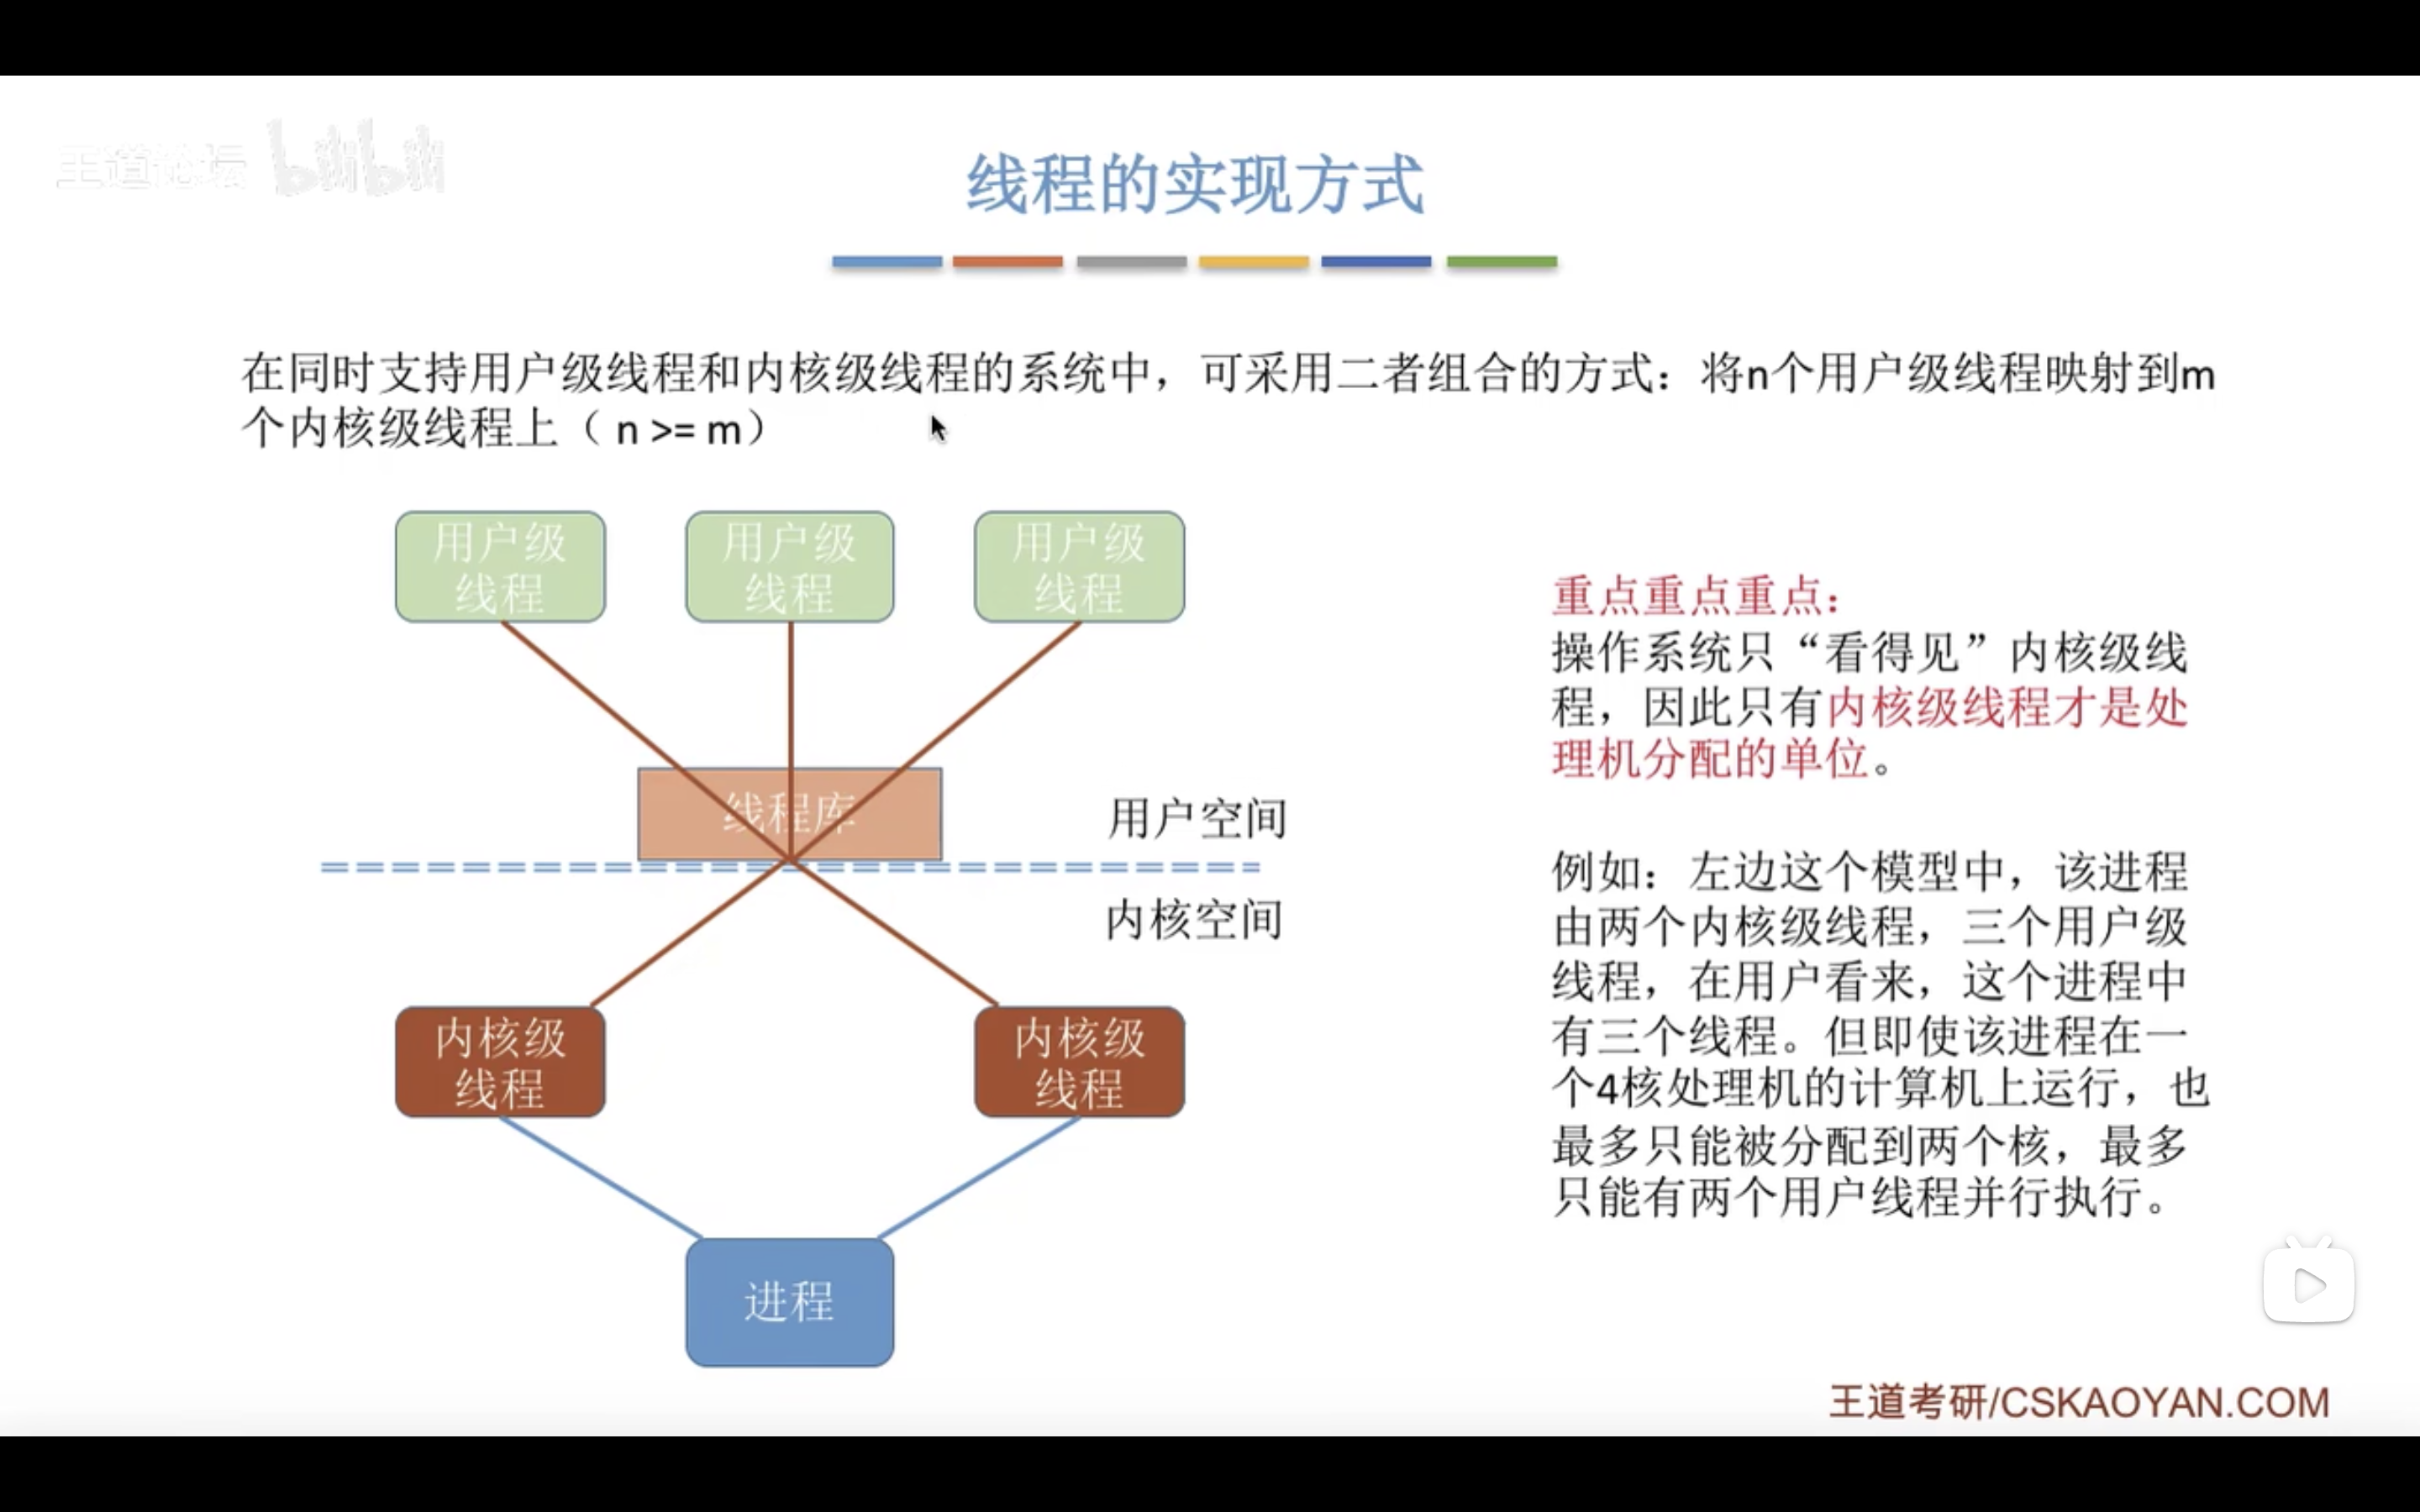 王道论坛 bilibili
线程的实现方式
在同时支持用户级线程和内核级线程的系统中，可采用二者组合的方式：将n个用户级线程映射到m
个内核级线程上（ n >= m）
用户级
线程
用户级
线程
用户级
线程
线程库
用户空间
内核空间
内核级
线程
内核级
线程
进程
重点重点重点：
操作系统只“看得见”内核级线
程，因此只有内核级线程才是处
理机分配的单位。
例如：左边这个模型中，该进程
由两个内核级线程，三个用户级
线程，在用户看来，这个进程中
有三个线程。但即使该进程在一
个4核处理机的计算机上运行，也
最多只能被分配到两个核，最多
只能有两个用户线程并行执行。
王道考研/CSKAOYAN.COM